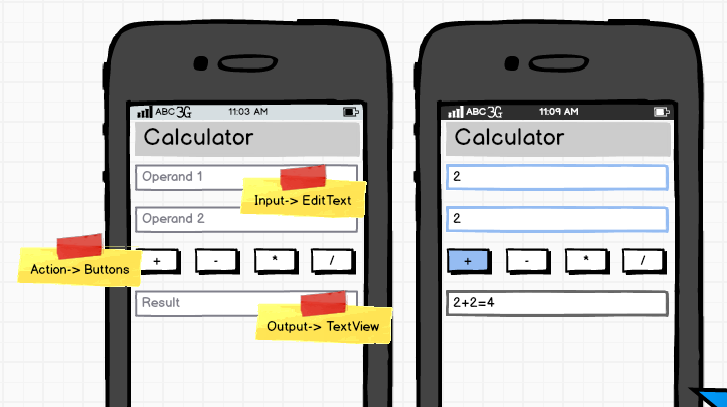 ABC 3G 11:03 AM
Calculator
Operand 1
Input-> EditText
Operand 2
Action-> Buttons
+ - * /
Result
Output-> TextView
ABC 3G 11:09 AM
Calculator
2
2
+ - * /
2+2=4